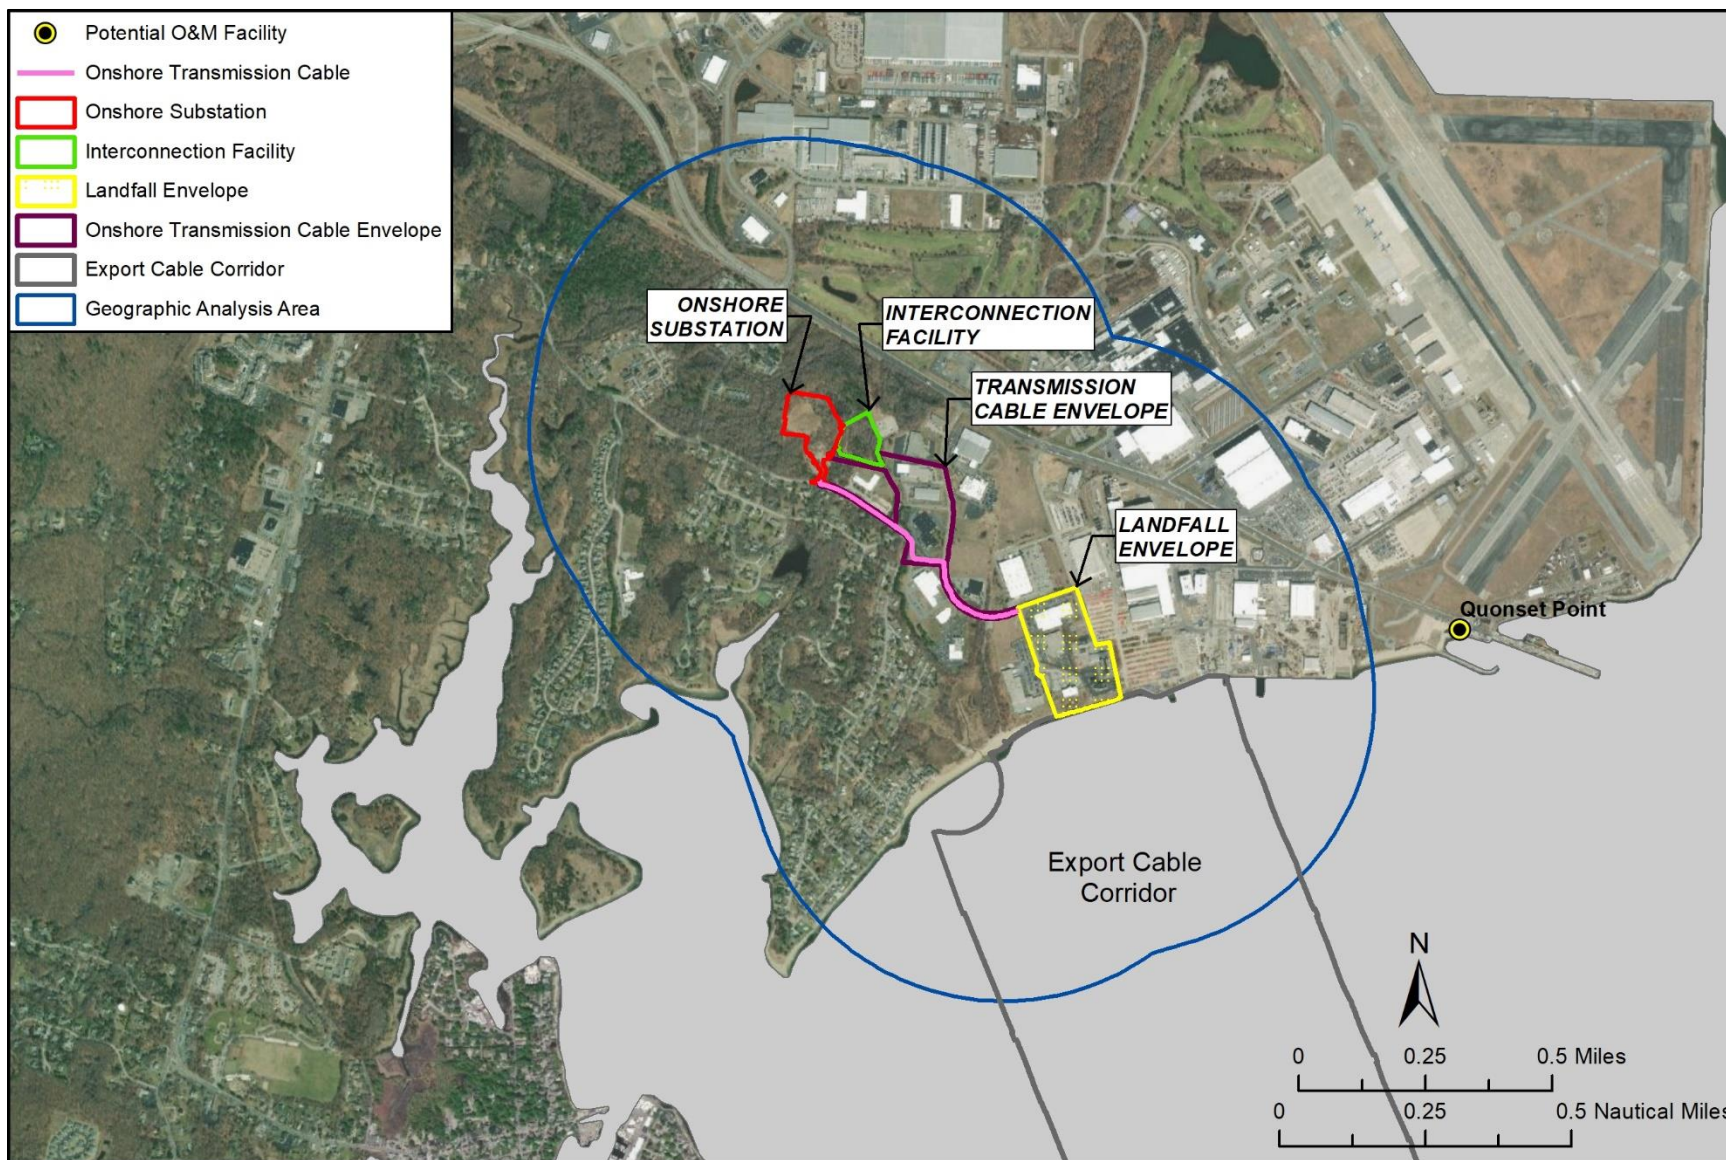 Potential O&M Facility
Onshore Transmission Cable
Onshore Substation
Interconnection Facility
Landfall Envelope
Onshore Transmission Cable Envelope
Export Cable Corridor
Geographic Analysis Area
ONSHORE
SUBSTATION
INTERCONNECTION
FACILITY
TRANSMISSION
CABLE ENVELOPE
LANDFALL
ENVELOPE
Quonset Point
Export Cable
Corridor
N
0 0.25 0.5 Miles
0 0.25 0.5 Nautical Miles